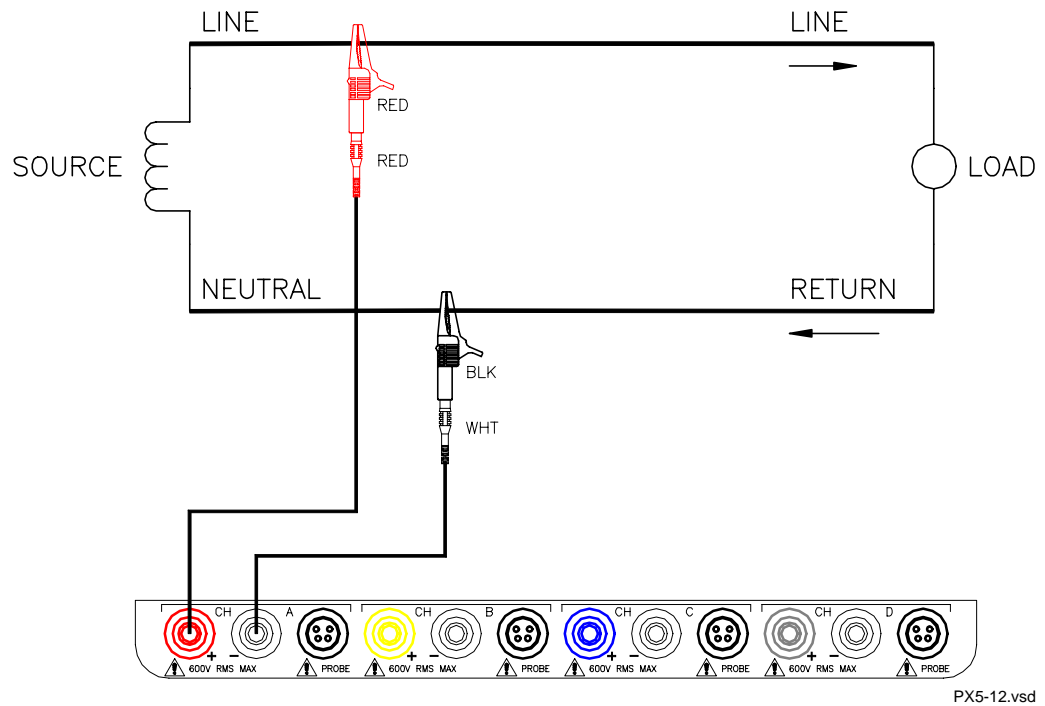 LINE LINE
RED
RED
SOURCE LOAD
NEUTRAL RETURN
BLK
WHT
CH A CH B CH C CH D
+ - + - + - + -
600V RMS MAX PROBE 600V RMS MAX PROBE 600V RMS MAX PROBE 600V RMS MAX PROBE
PX5-12.vsd